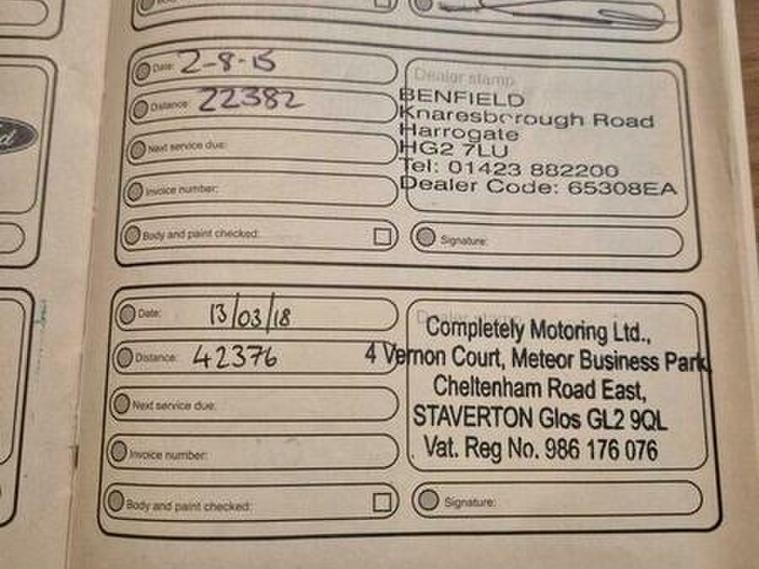 Date: 2-8-15
Distance: 22382
Next service due:
Invoice number:
Body and paint checked:
Dealer stamp
BENFIELD
Knaresborough Road
Harrogate
HG2 7LU
Tel: 01423 882200
Dealer Code: 65308EA
Signature:
Date: 13/03/18
Distance: 42376
Next service due:
Invoice number:
Body and paint checked:
Dealer stamp
Completely Motoring Ltd.,
4 Vernon Court, Meteor Business Park,
Cheltenham Road East,
STAVERTON Glos GL2 9QL
Vat. Reg No. 986 176 076
Signature: